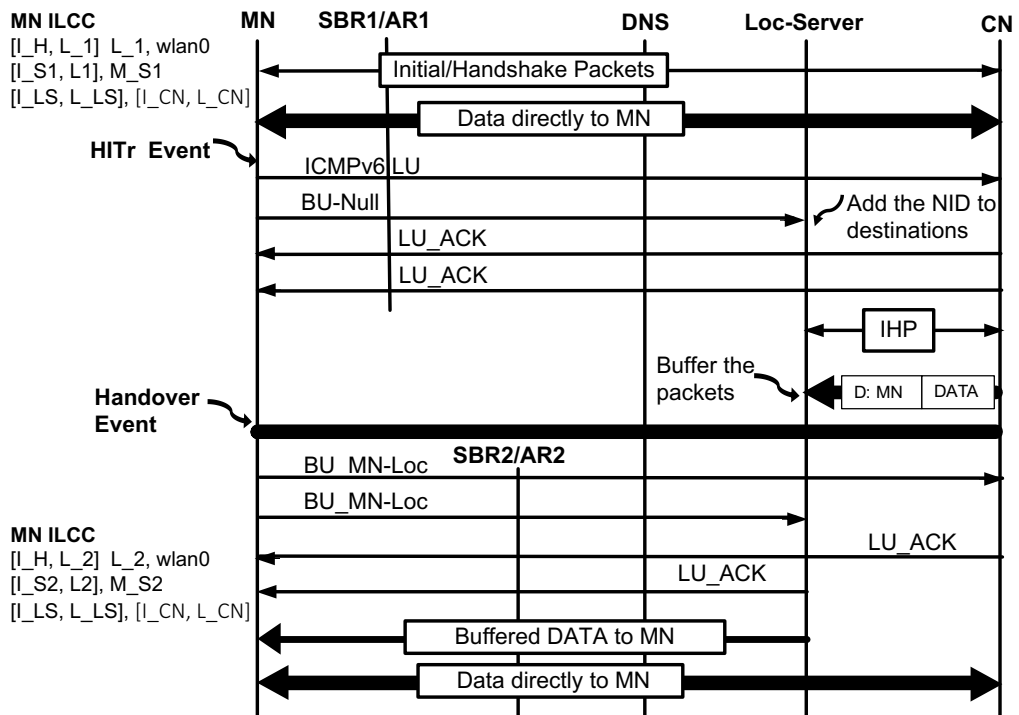 MN ILCC
[I_H, L_1] L_1, wlan0
[I_S1, L1], M_S1
[I_LS, L_LS], [I_CN, L_CN]
MN
SBR1/AR1
DNS
Loc-Server
CN
Initial/Handshake Packets
Data directly to MN
HITr Event
ICMPv6 LU
BU-Null
Add the NID to
destinations
LU_ACK
LU_ACK
IHP
Buffer the
packets
D: MN
DATA
Handover
Event
SBR2/AR2
BU_MN-Loc
BU_MN-Loc
MN ILCC
[I_H, L_2] L_2, wlan0
[I_S2, L2], M_S2
[I_LS, L_LS], [I_CN, L_CN]
LU_ACK
LU_ACK
Buffered DATA to MN
Data directly to MN